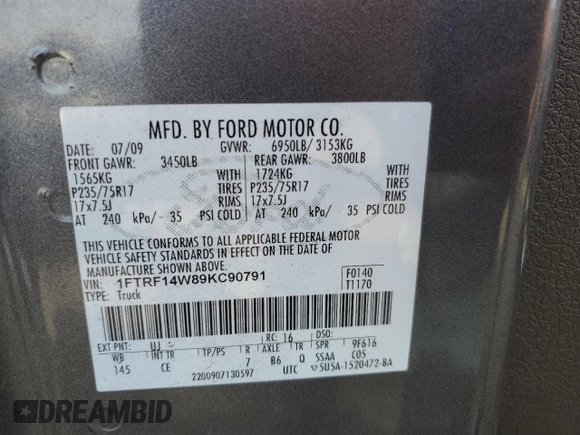 MFD. BY FORD MOTOR CO.
DATE: 07/09 GVWR: 6950LB/ 3153KG
FRONT GAWR: 3450LB REAR GAWR: 3800LB
1565KG WITH 1724KG WITH
P235/75R17 TIRES P235/75R17 TIRES
17x7.5J RIMS 17x7.5J RIMS
AT 240 kPa/ 35 PSI COLD AT 240 kPa/ 35 PSI COLD
THIS VEHICLE CONFORMS TO ALL APPLICABLE FEDERAL MOTOR
VEHICLE SAFETY STANDARDS IN EFFECT ON THE DATE OF
MANUFACTURE SHOWN ABOVE.
VIN: 1FTRF14W89KC90791 F0140
TYPE: Truck T1170
EXT PNT: UJ RC: 16 DSO:
WB INT TR TP/PS R AXLE TR SPR 9F616
145 CE 7 B6 Q SSAA C05
2200907130597 UTC 5U5A-1520472-BA
Ford
DREAMBID